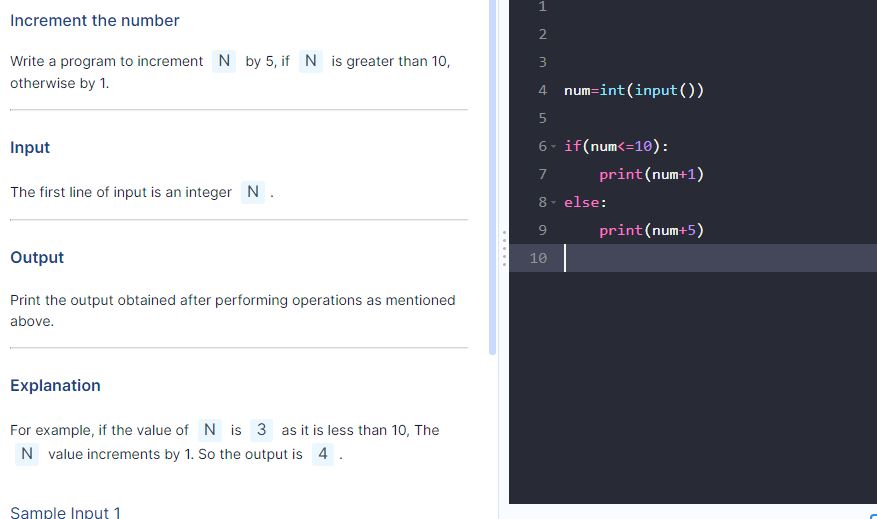 Increment the number
Write a program to increment N by 5, if N is greater than 10,
otherwise by 1.
Input
The first line of input is an integer N .
Output
Print the output obtained after performing operations as mentioned
above.
Explanation
For example, if the value of N is 3 as it is less than 10, The
N value increments by 1. So the output is 4 .
Sample Input 1
1
2
3
4 num=int(input())
5
6 if(num<=10):
7     print(num+1)
8 else:
9     print(num+5)
10